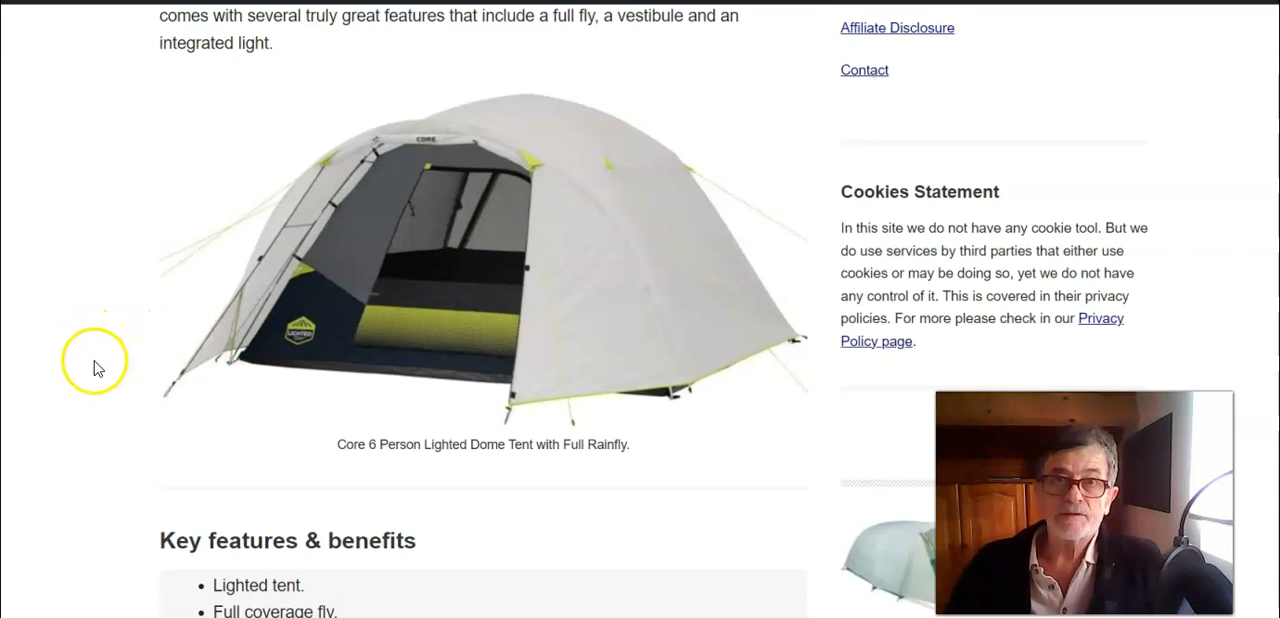 comes with several truly great features that include a full fly, a vestibule and an
integrated light.
CORE
LIGHTED
Core 6 Person Lighted Dome Tent with Full Rainfly.
Key features & benefits
• Lighted tent.
• Full coverage fly.
Affiliate Disclosure
Contact
Cookies Statement
In this site we do not have any cookie tool. But we
do use services by third parties that either use
cookies or may be doing so, yet we do not have
any control of it. This is covered in their privacy
policies. For more please check in our Privacy
Policy page.